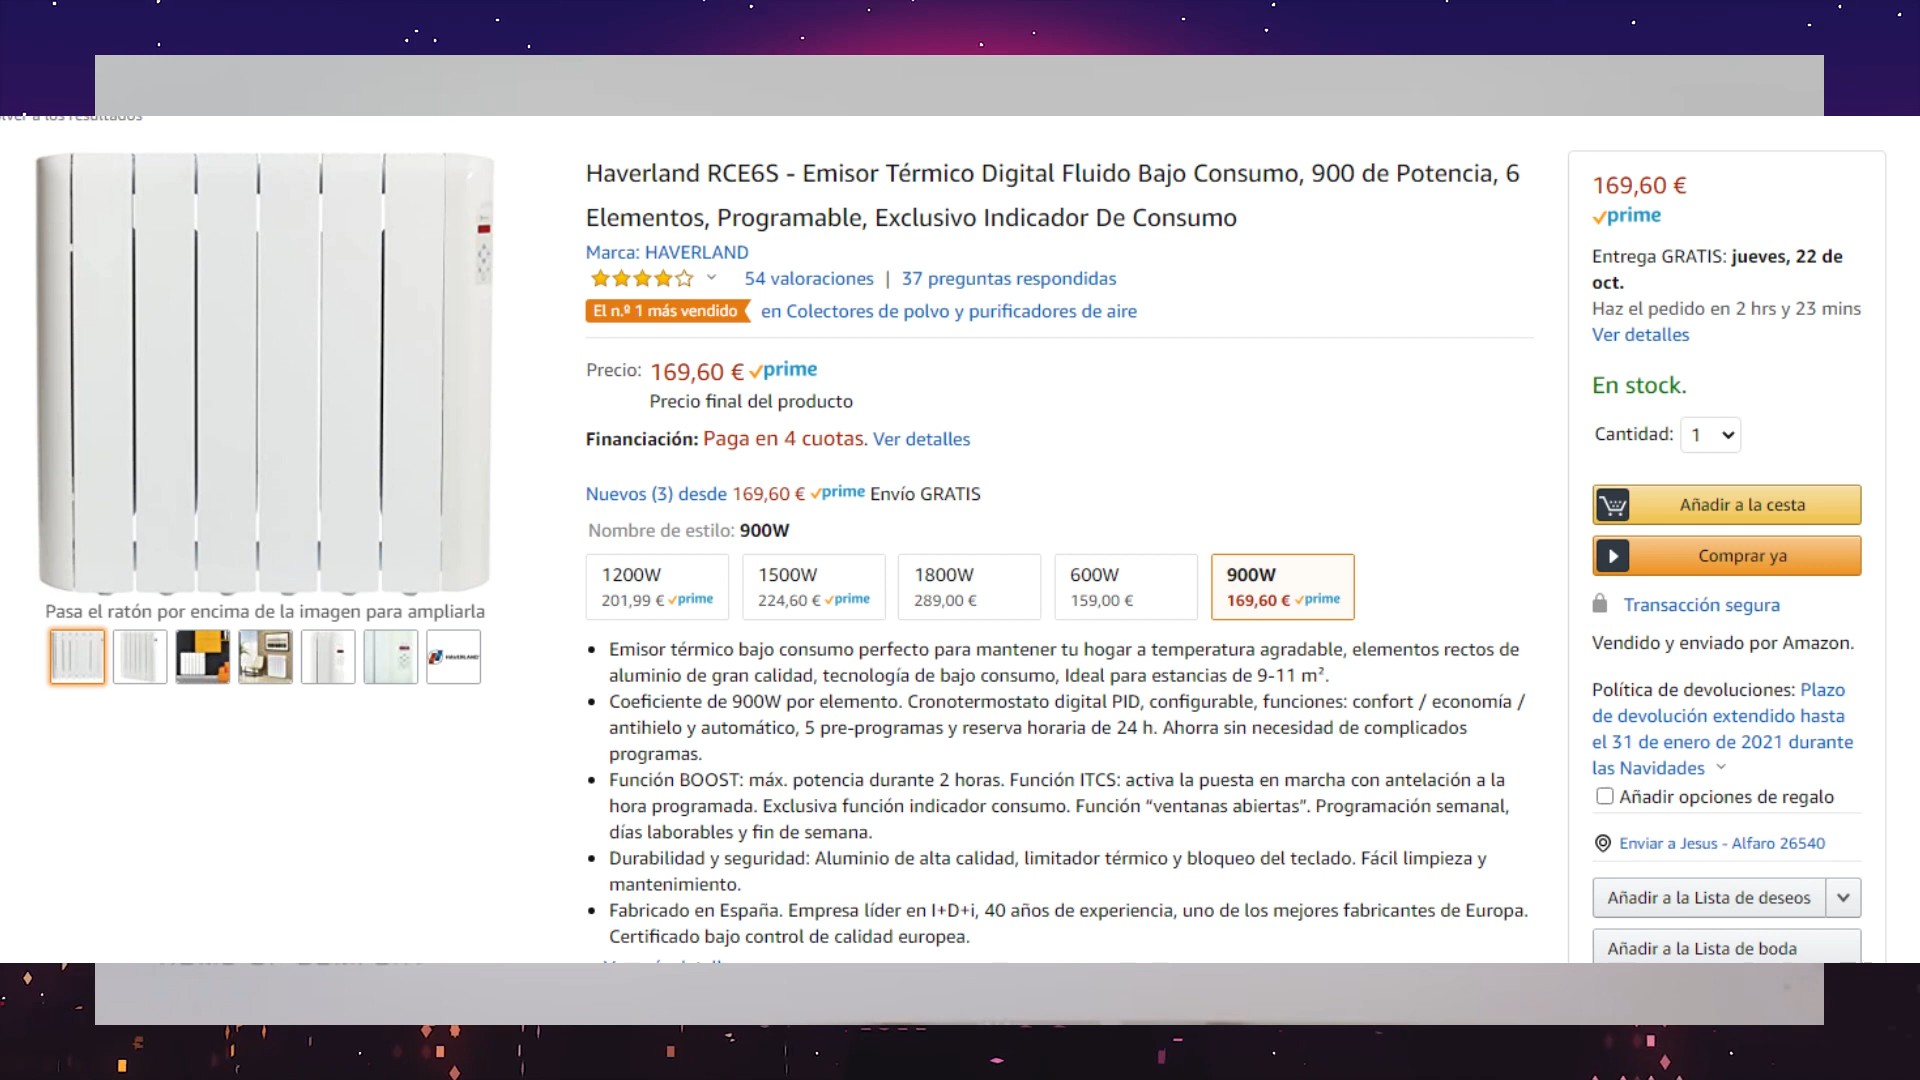 olver a los resultados
Haverland RCE6S - Emisor Térmico Digital Fluido Bajo Consumo, 900 de Potencia, 6
Elementos, Programable, Exclusivo Indicador De Consumo
Marca: HAVERLAND
54 valoraciones | 37 preguntas respondidas
El n.º 1 más vendido en Colectores de polvo y purificadores de aire
Precio: 169,60 € prime
Precio final del producto
Financiación: Paga en 4 cuotas. Ver detalles
Nuevos (3) desde 169,60 € prime Envío GRATIS
Nombre de estilo: 900W
1200W
201,99 € prime
1500W
224,60 € prime
1800W
289,00 €
600W
159,00 €
900W
169,60 € prime
Pasa el ratón por encima de la imagen para ampliarla
HAVERLAND
• Emisor térmico bajo consumo perfecto para mantener tu hogar a temperatura agradable, elementos rectos de
aluminio de gran calidad, tecnología de bajo consumo, Ideal para estancias de 9-11 m².
• Coeficiente de 900W por elemento. Cronotermostato digital PID, configurable, funciones: confort / economía /
antihielo y automático, 5 pre-programas y reserva horaria de 24 h. Ahorra sin necesidad de complicados
programas.
• Función BOOST: máx. potencia durante 2 horas. Función ITCS: activa la puesta en marcha con antelación a la
hora programada. Exclusiva función indicador consumo. Función “ventanas abiertas”. Programación semanal,
días laborables y fin de semana.
• Durabilidad y seguridad: Aluminio de alta calidad, limitador térmico y bloqueo del teclado. Fácil limpieza y
mantenimiento.
• Fabricado en España. Empresa líder en I+D+i, 40 años de experiencia, uno de los mejores fabricantes de Europa.
Certificado bajo control de calidad europea.
169,60 €
prime
Entrega GRATIS: jueves, 22 de
oct.
Haz el pedido en 2 hrs y 23 mins
Ver detalles
En stock.
Cantidad: 1
Añadir a la cesta
Comprar ya
Transacción segura
Vendido y enviado por Amazon.
Política de devoluciones: Plazo
de devolución extendido hasta
el 31 de enero de 2021 durante
las Navidades
Añadir opciones de regalo
Enviar a Jesus - Alfaro 26540
Añadir a la Lista de deseos
Añadir a la Lista de boda